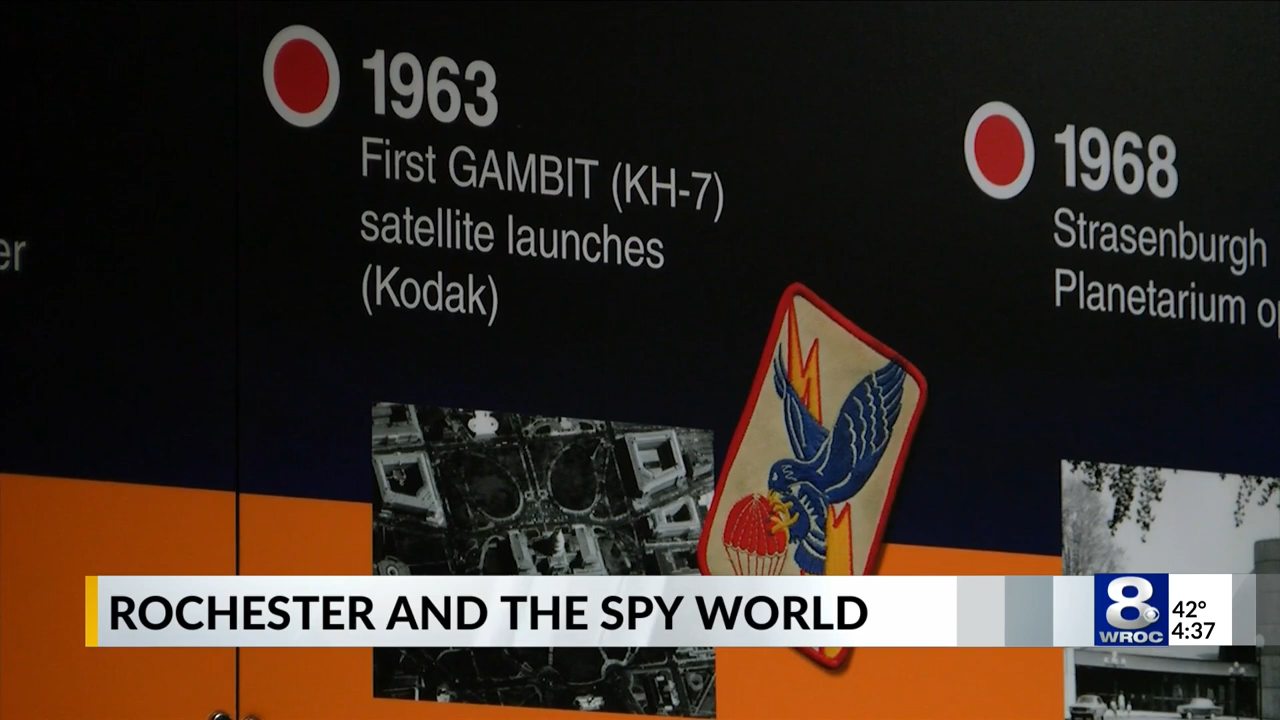 1963
First GAMBIT (KH-7)
satellite launches
(Kodak)
1968
Strasenburgh
Planetarium
er
ROCHESTER AND THE SPY WORLD
8
WROC
42°
4:37